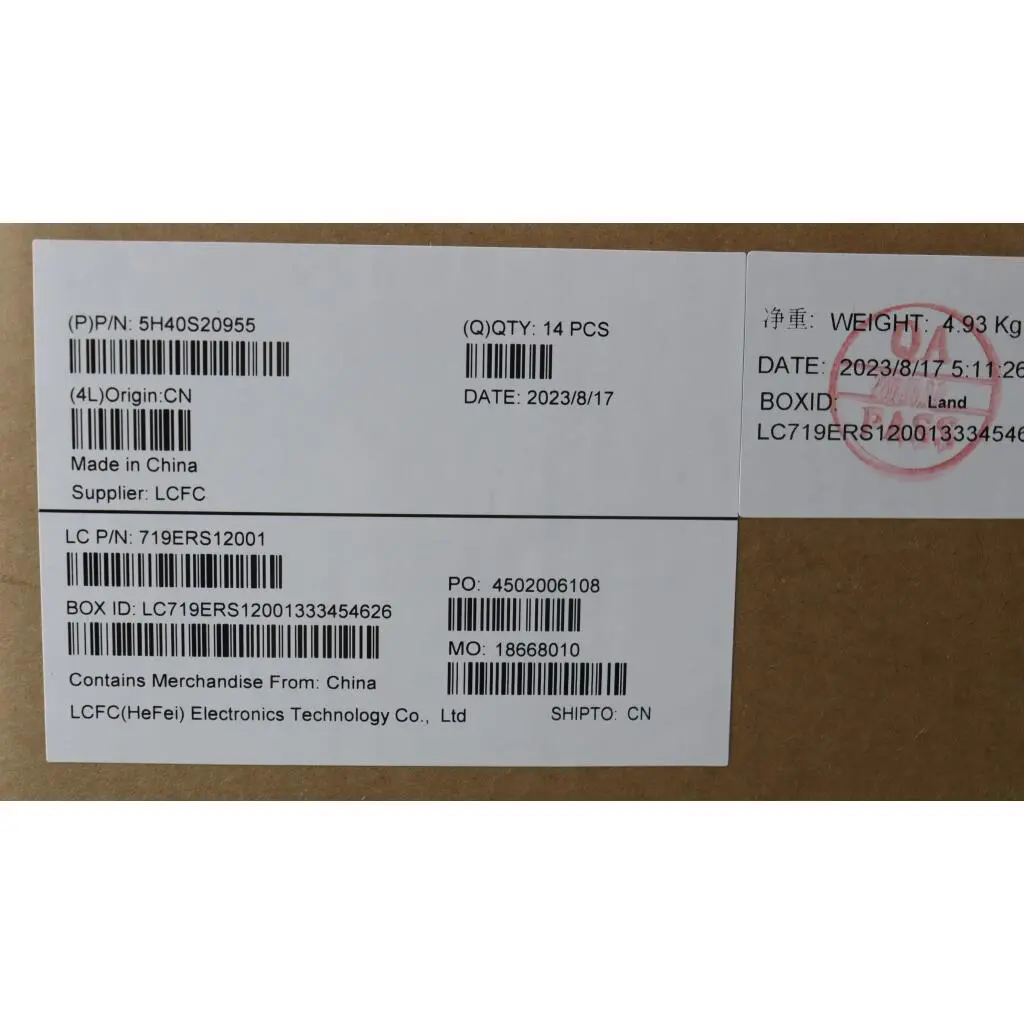 (P)P/N: 5H40S20955
(Q)QTY: 14 PCS
(4L)Origin:CN
DATE: 2023/8/17
Made in China
Supplier: LCFC
LC P/N: 719ERS12001
PO: 4502006108
BOX ID: LC719ERS12001333454626
MO: 18668010
Contains Merchandise From: China
LCFC(HeFei) Electronics Technology Co., Ltd
SHIPTO: CN
净重: WEIGHT: 4.93 Kg
DATE: 2023/8/17 5:11:26
BOXID: Land
LC719ERS120013334546
QA
PASS